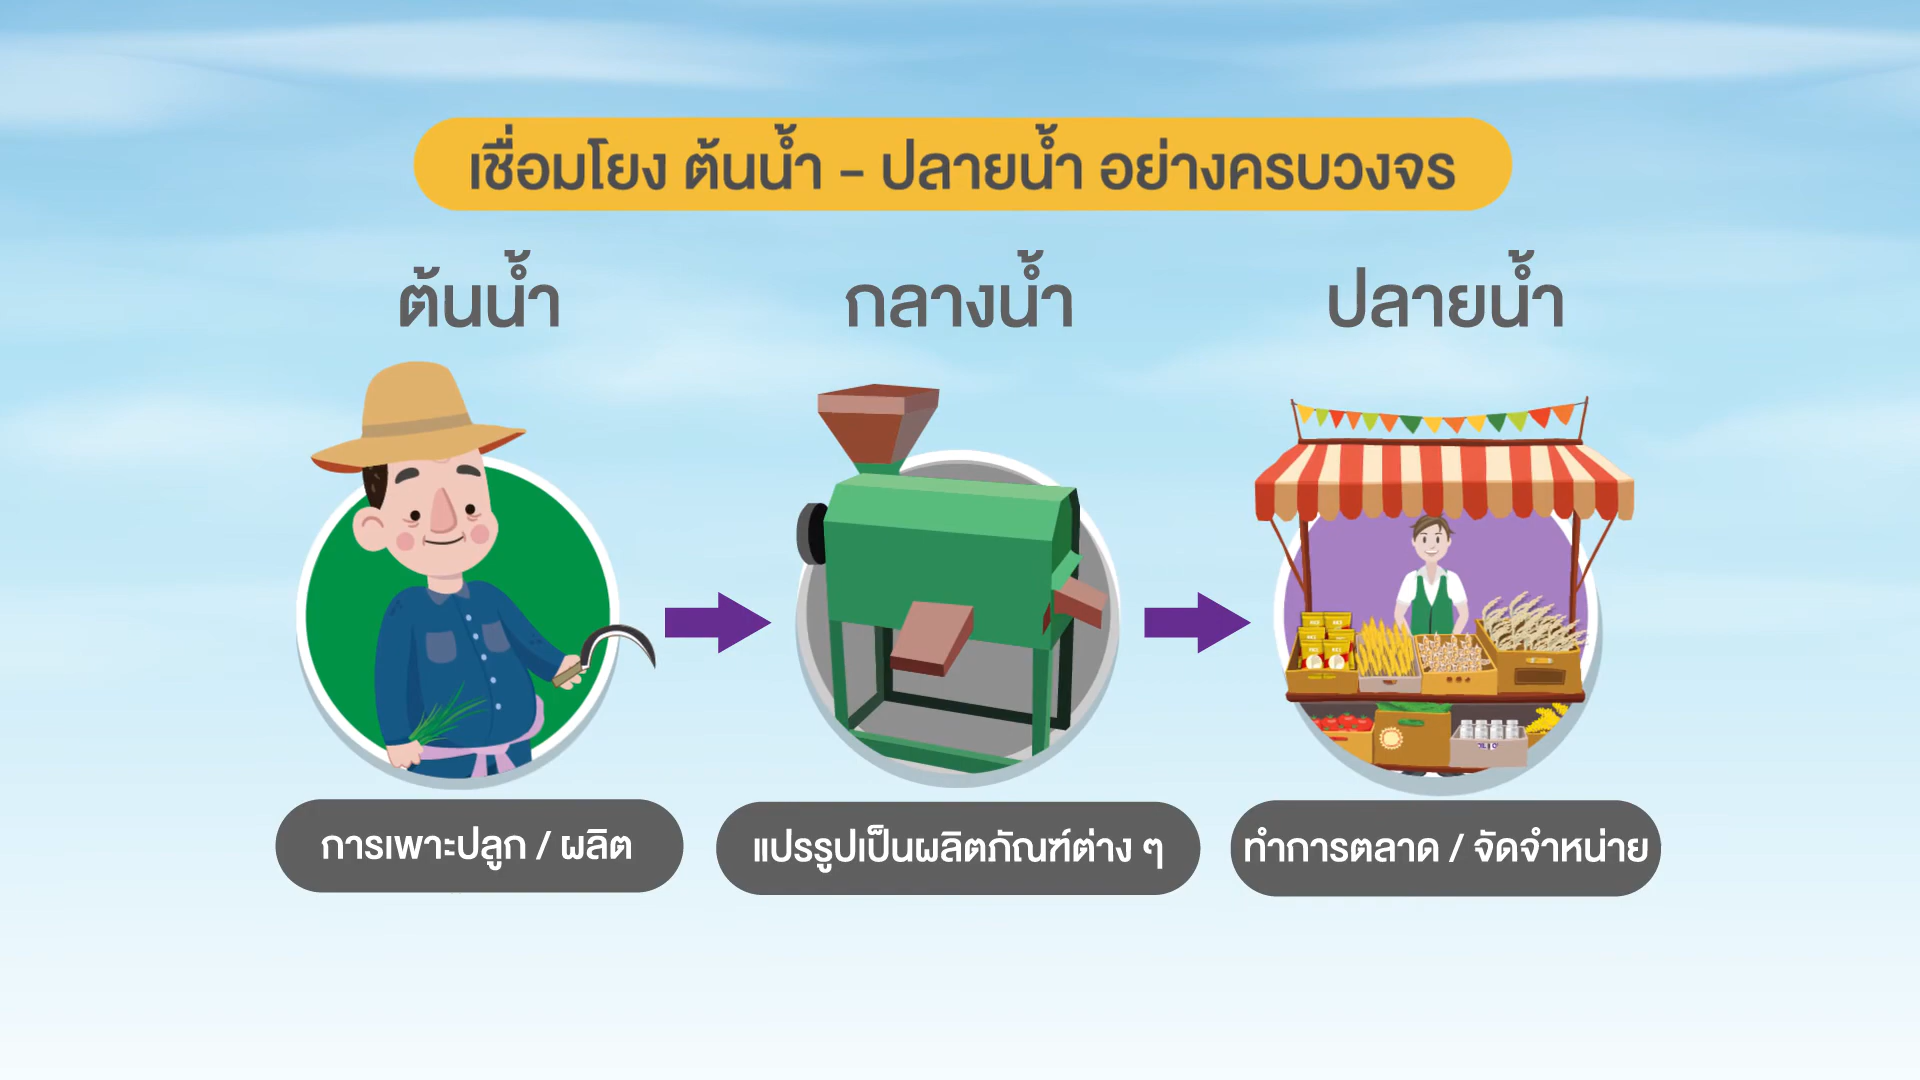 เชื่อมโยง ต้นน้ำ - ปลายน้ำ อย่างครบวงจร
ต้นน้ำ
กลางน้ำ
ปลายน้ำ
การเพาะปลูก / ผลิต
แปรรูปเป็นผลิตภัณฑ์ต่าง ๆ
ทำการตลาด / จัดจำหน่าย